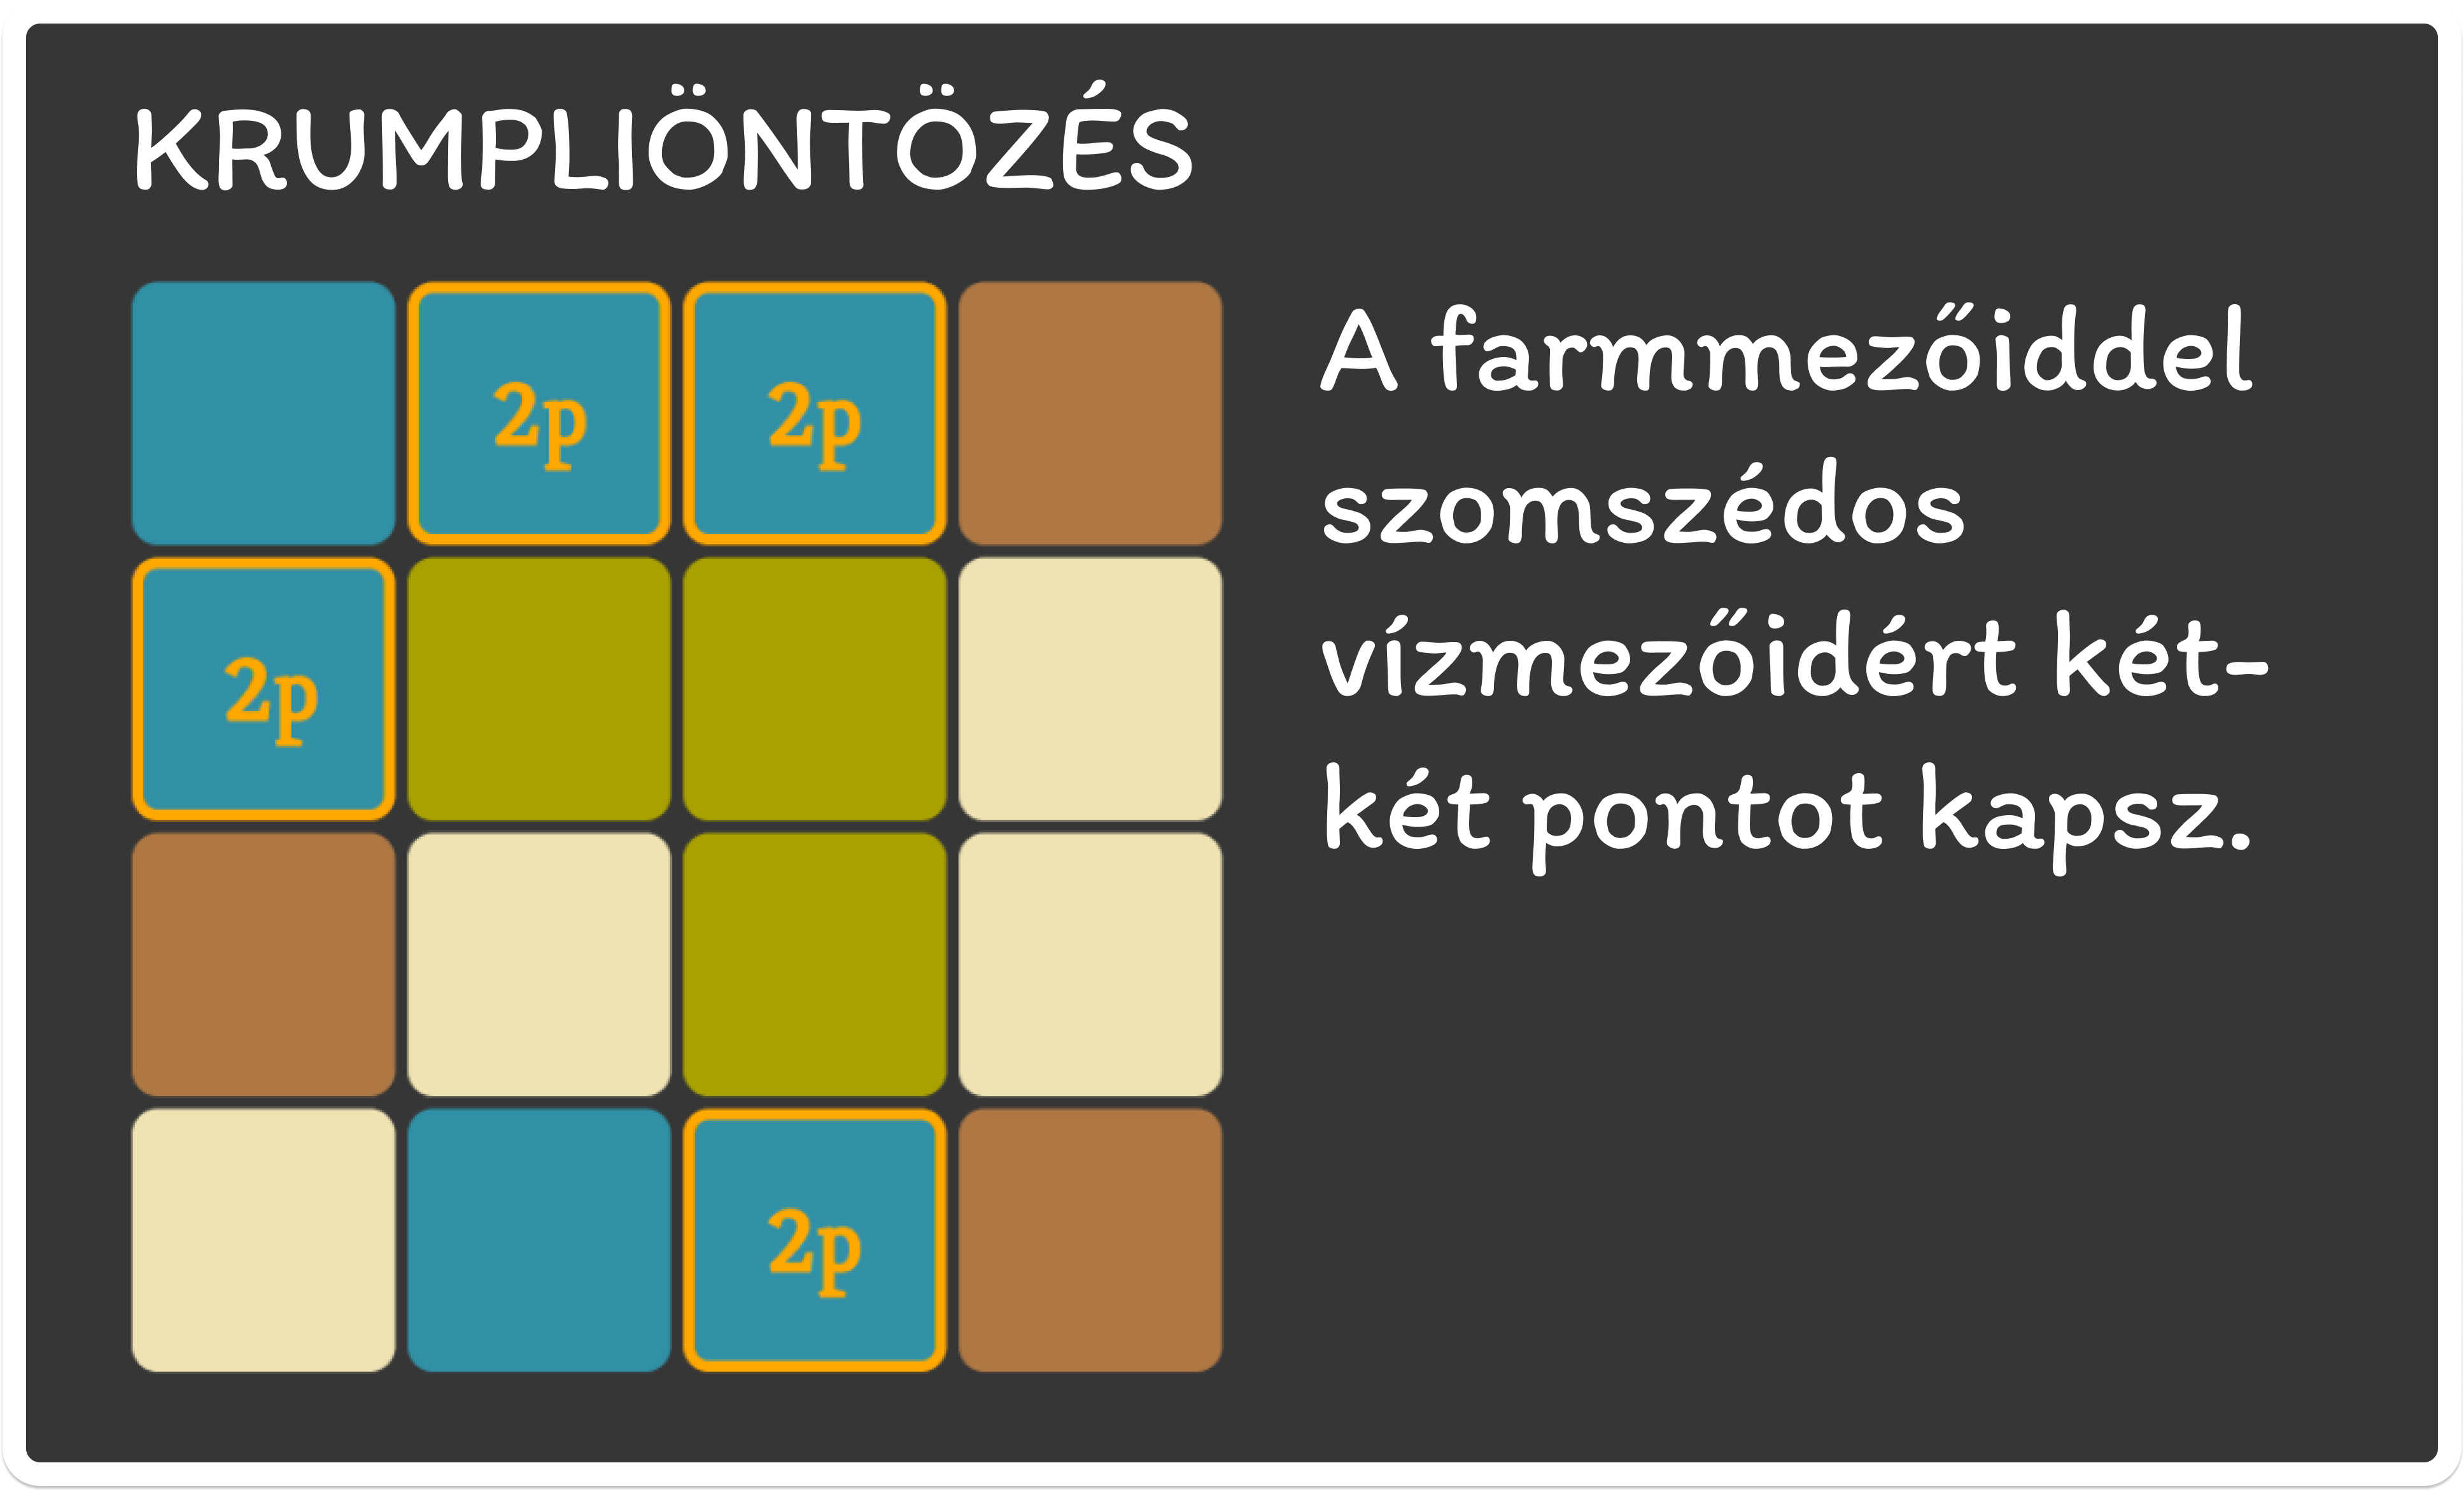 KRUMPLIÖNTÖZÉS
2p 2p
2p
2p
A farmmezőiddel
szomszédos
vízmezőidért két-
két pontot kapsz.